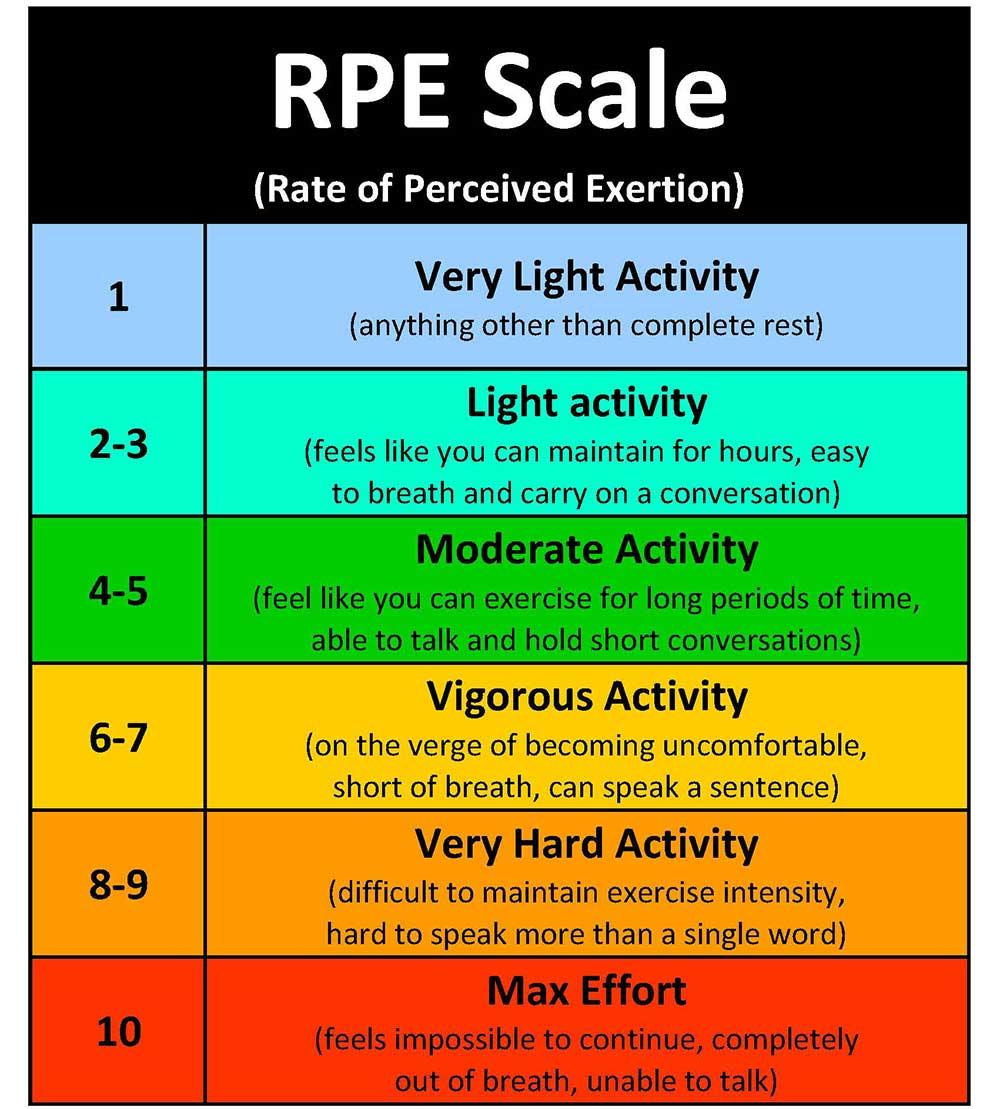 RPE Scale
(Rate of Perceived Exertion)
1
Very Light Activity
(anything other than complete rest)
2-3
Light activity
(feels like you can maintain for hours, easy
to breath and carry on a conversation)
4-5
Moderate Activity
(feel like you can exercise for long periods of time,
able to talk and hold short conversations)
6-7
Vigorous Activity
(on the verge of becoming uncomfortable,
short of breath, can speak a sentence)
8-9
Very Hard Activity
(difficult to maintain exercise intensity,
hard to speak more than a single word)
10
Max Effort
(feels impossible to continue, completely
out of breath, unable to talk)